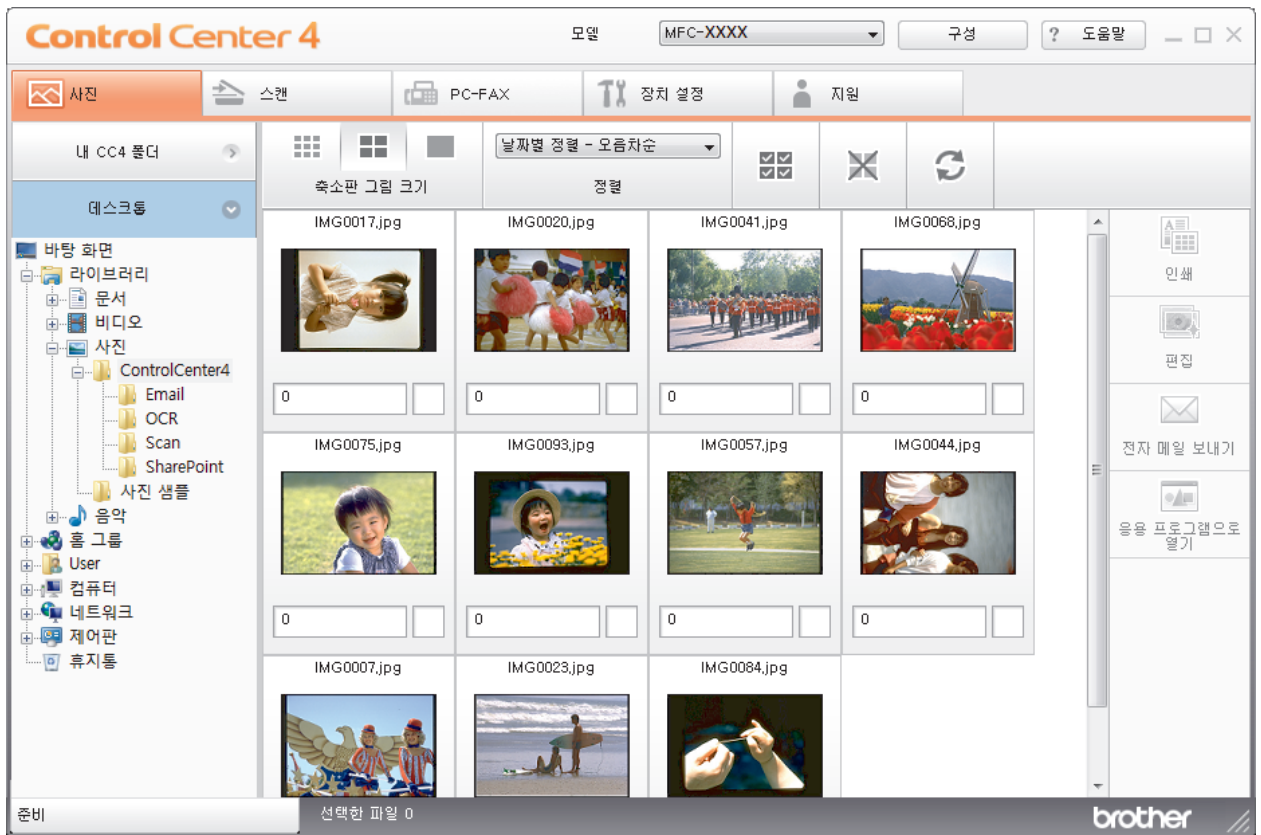 Control Center 4
모델
MFC-XXXX
구성
? 도움말
사진
스캔
PC-FAX
장치 설정
지원
내 CC4 폴더
데스크톱
축소판 그림 크기
날짜별 정렬 - 오름차순
정렬
바탕 화면
라이브러리
문서
비디오
사진
ControlCenter4
Email
OCR
Scan
SharePoint
사진 샘플
음악
홈 그룹
User
컴퓨터
네트워크
제어판
휴지통
IMG0017.jpg
IMG0020.jpg
IMG0041.jpg
IMG0068.jpg
0
0
0
0
IMG0075.jpg
IMG0093.jpg
IMG0057.jpg
IMG0044.jpg
0
0
0
0
IMG0007.jpg
IMG0023.jpg
IMG0084.jpg
인쇄
편집
전자 메일 보내기
응용 프로그램으로
열기
준비
선택한 파일 0
brother